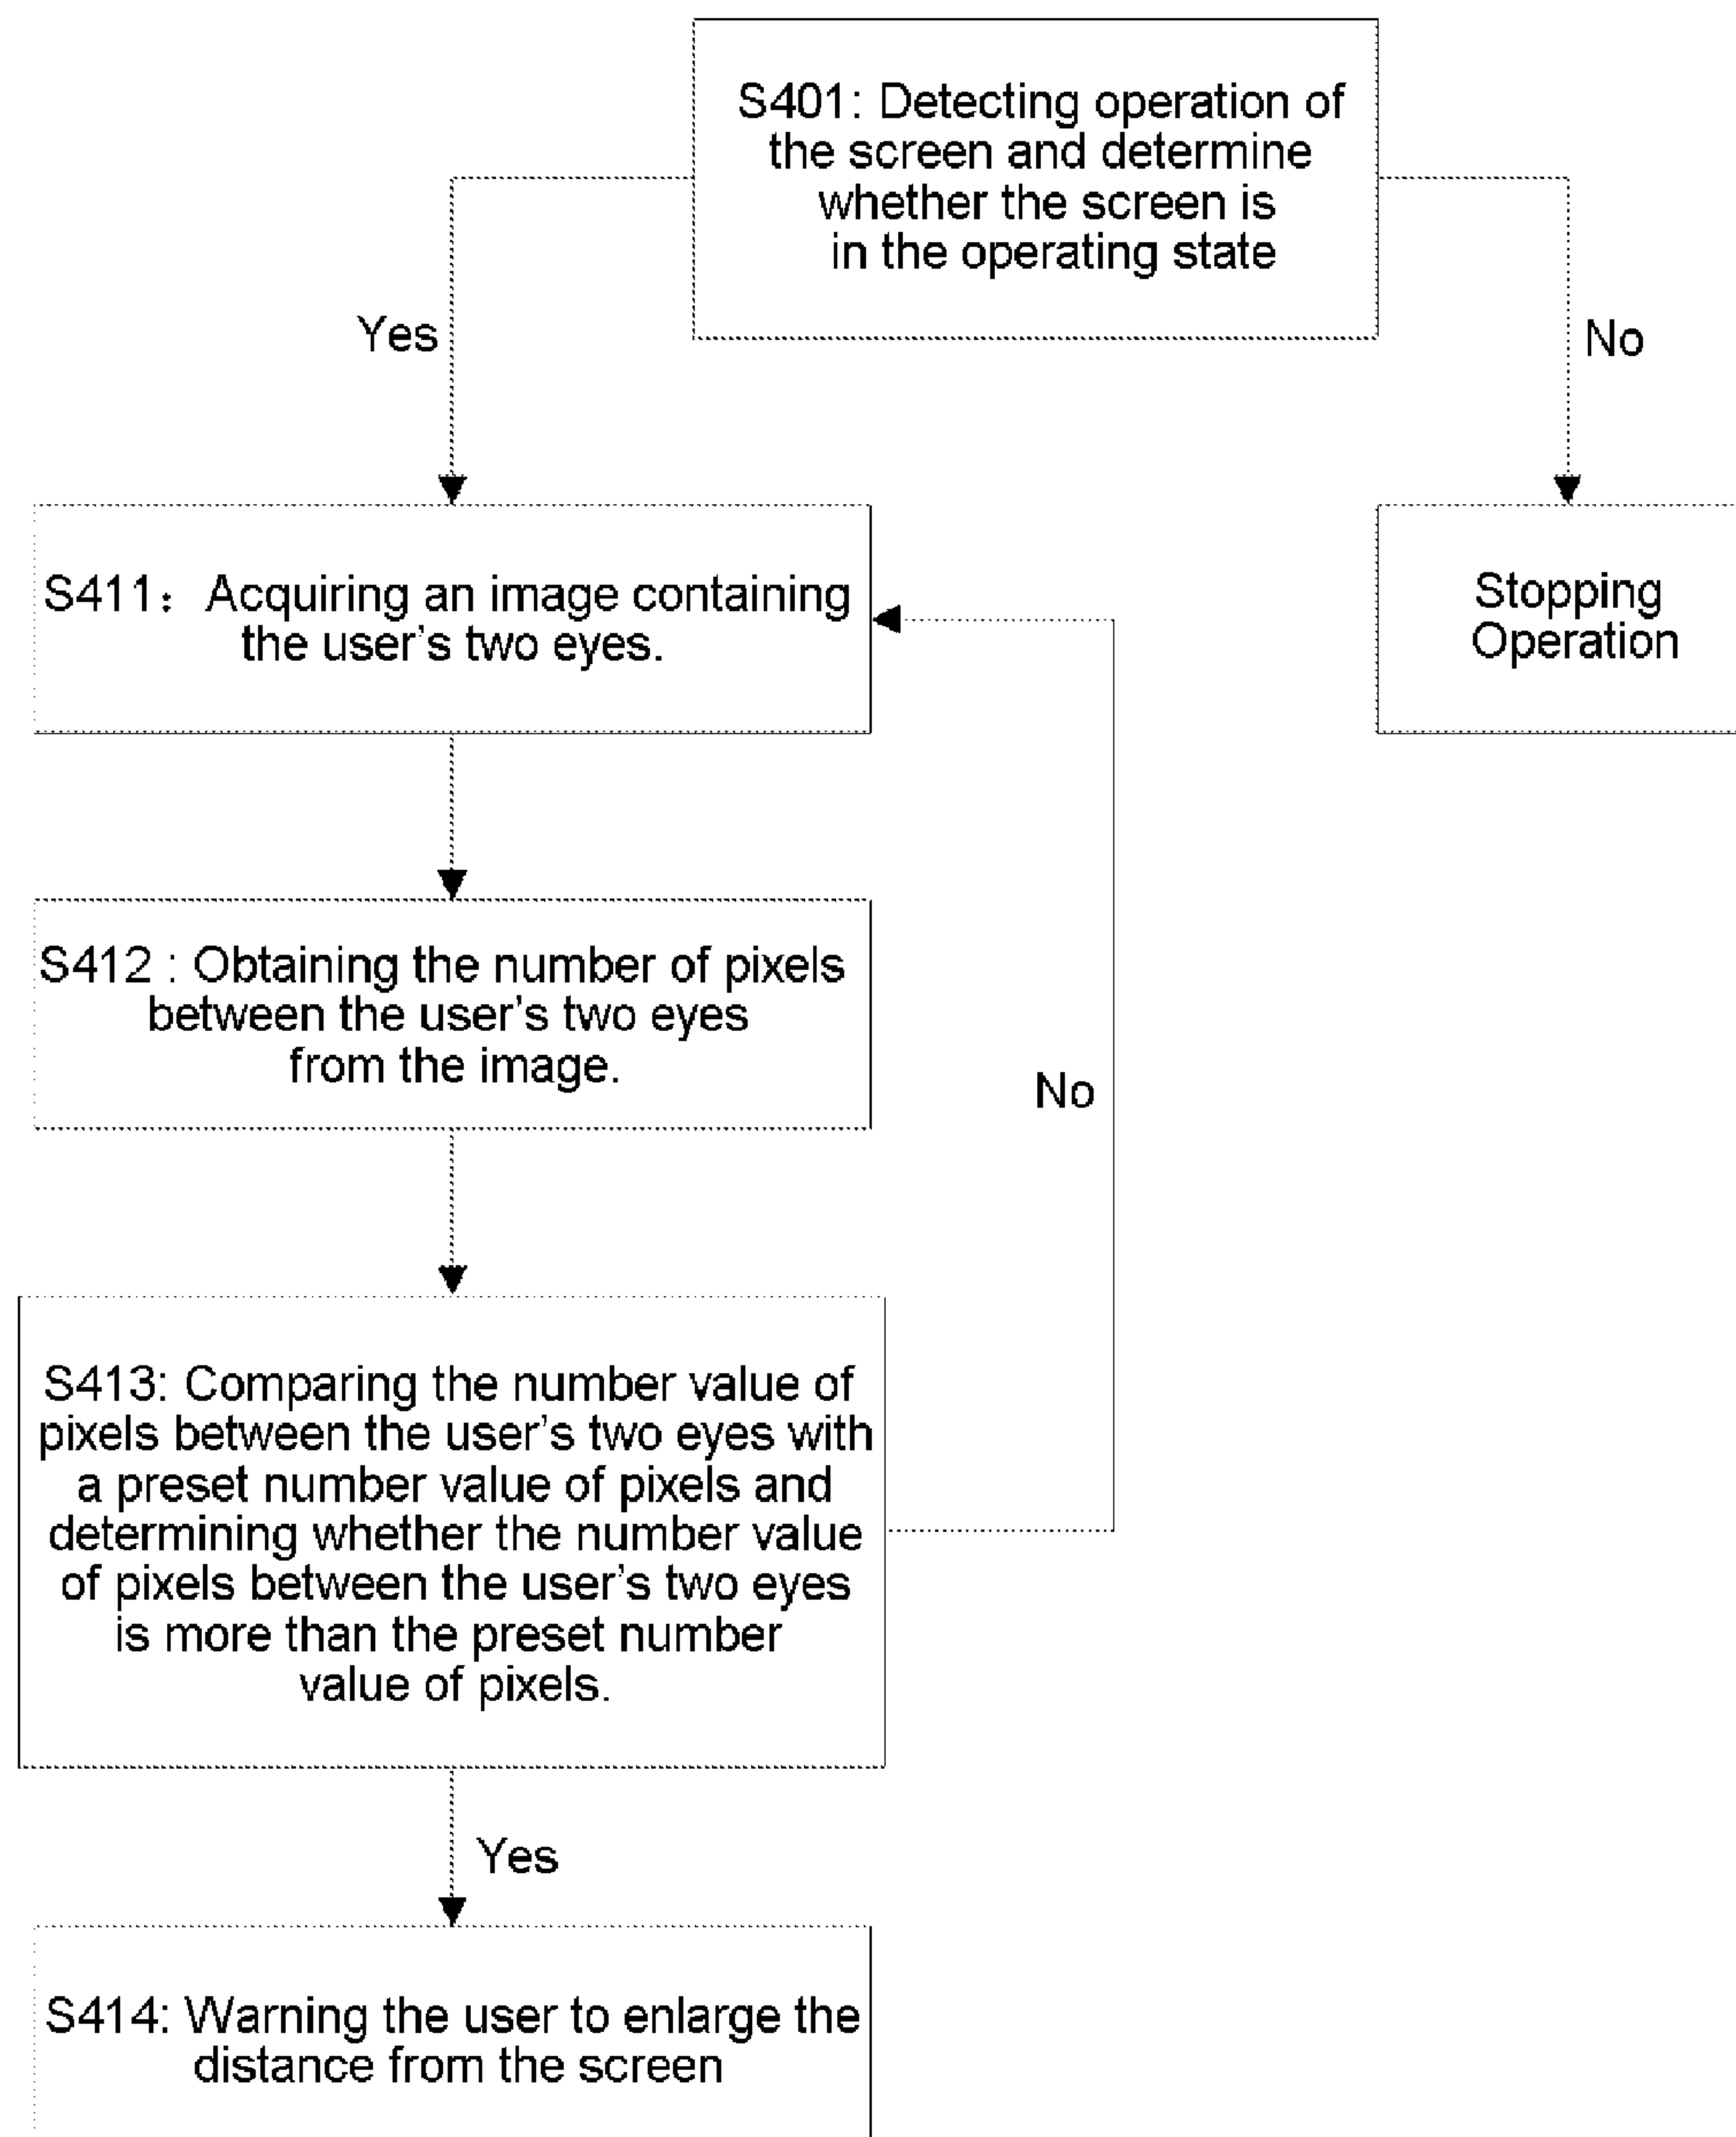 S401: Detecting operation of
the screen and determine
whether the screen is
in the operating state
Yes
No
S411：Acquiring an image containing
the user's two eyes.
Stopping
Operation
S412 : Obtaining the number of pixels
between the user's two eyes
from the image.
No
S413: Comparing the number value of
pixels between the user's two eyes with
a preset number value of pixels and
determining whether the number value
of pixels between the user's two eyes
is more than the preset number
value of pixels.
Yes
S414: Warning the user to enlarge the
distance from the screen